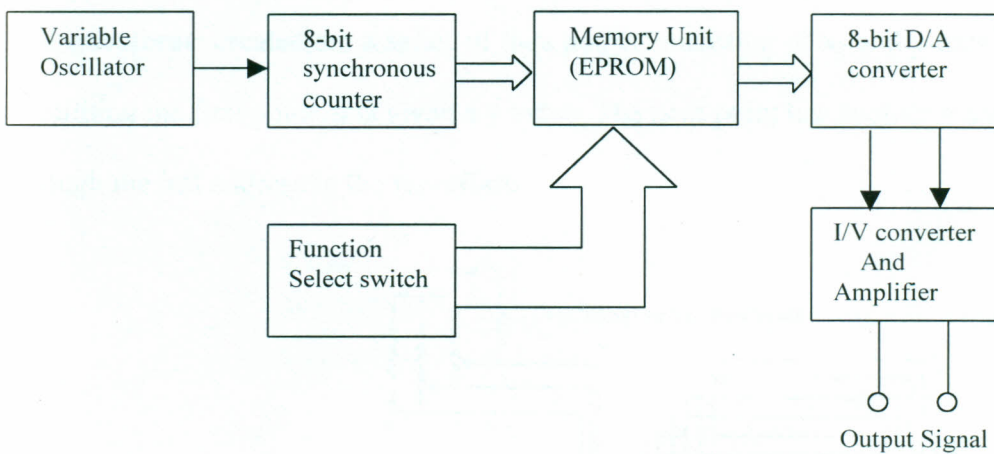 Variable
Oscillator
8-bit
synchronous
counter
Memory Unit
(EPROM)
8-bit D/A
converter
Function
Select switch
I/V converter
And
Amplifier
Output Signal